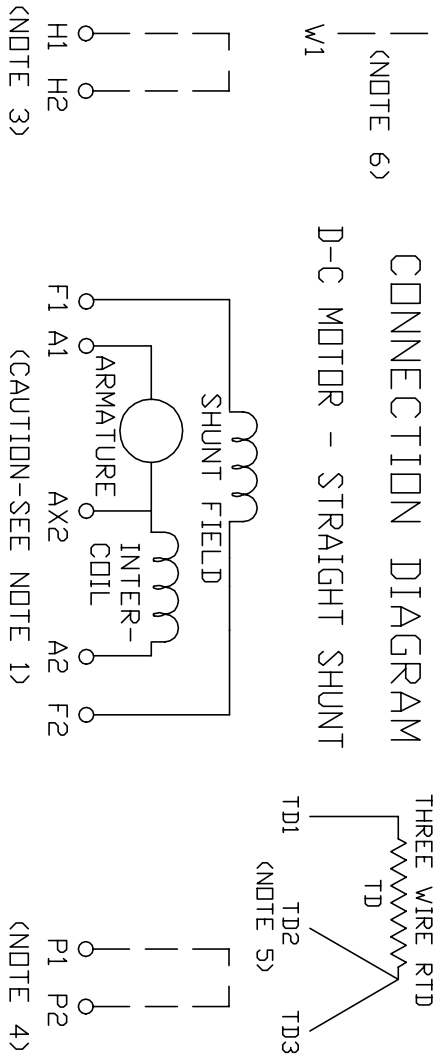 CONNECTION DIAGRAM
D-C MOTOR - STRAIGHT SHUNT
W1
(NOTE 6)
H1
H2
(NOTE 3)
SHUNT FIELD
ARMATURE
INTER-
COIL
F1
A1
AX2
A2
F2
(CAUTION-SEE NOTE 1)
THREE WIRE RTD
TD
TD1
TD2
TD3
(NOTE 5)
P1
P2
(NOTE 4)